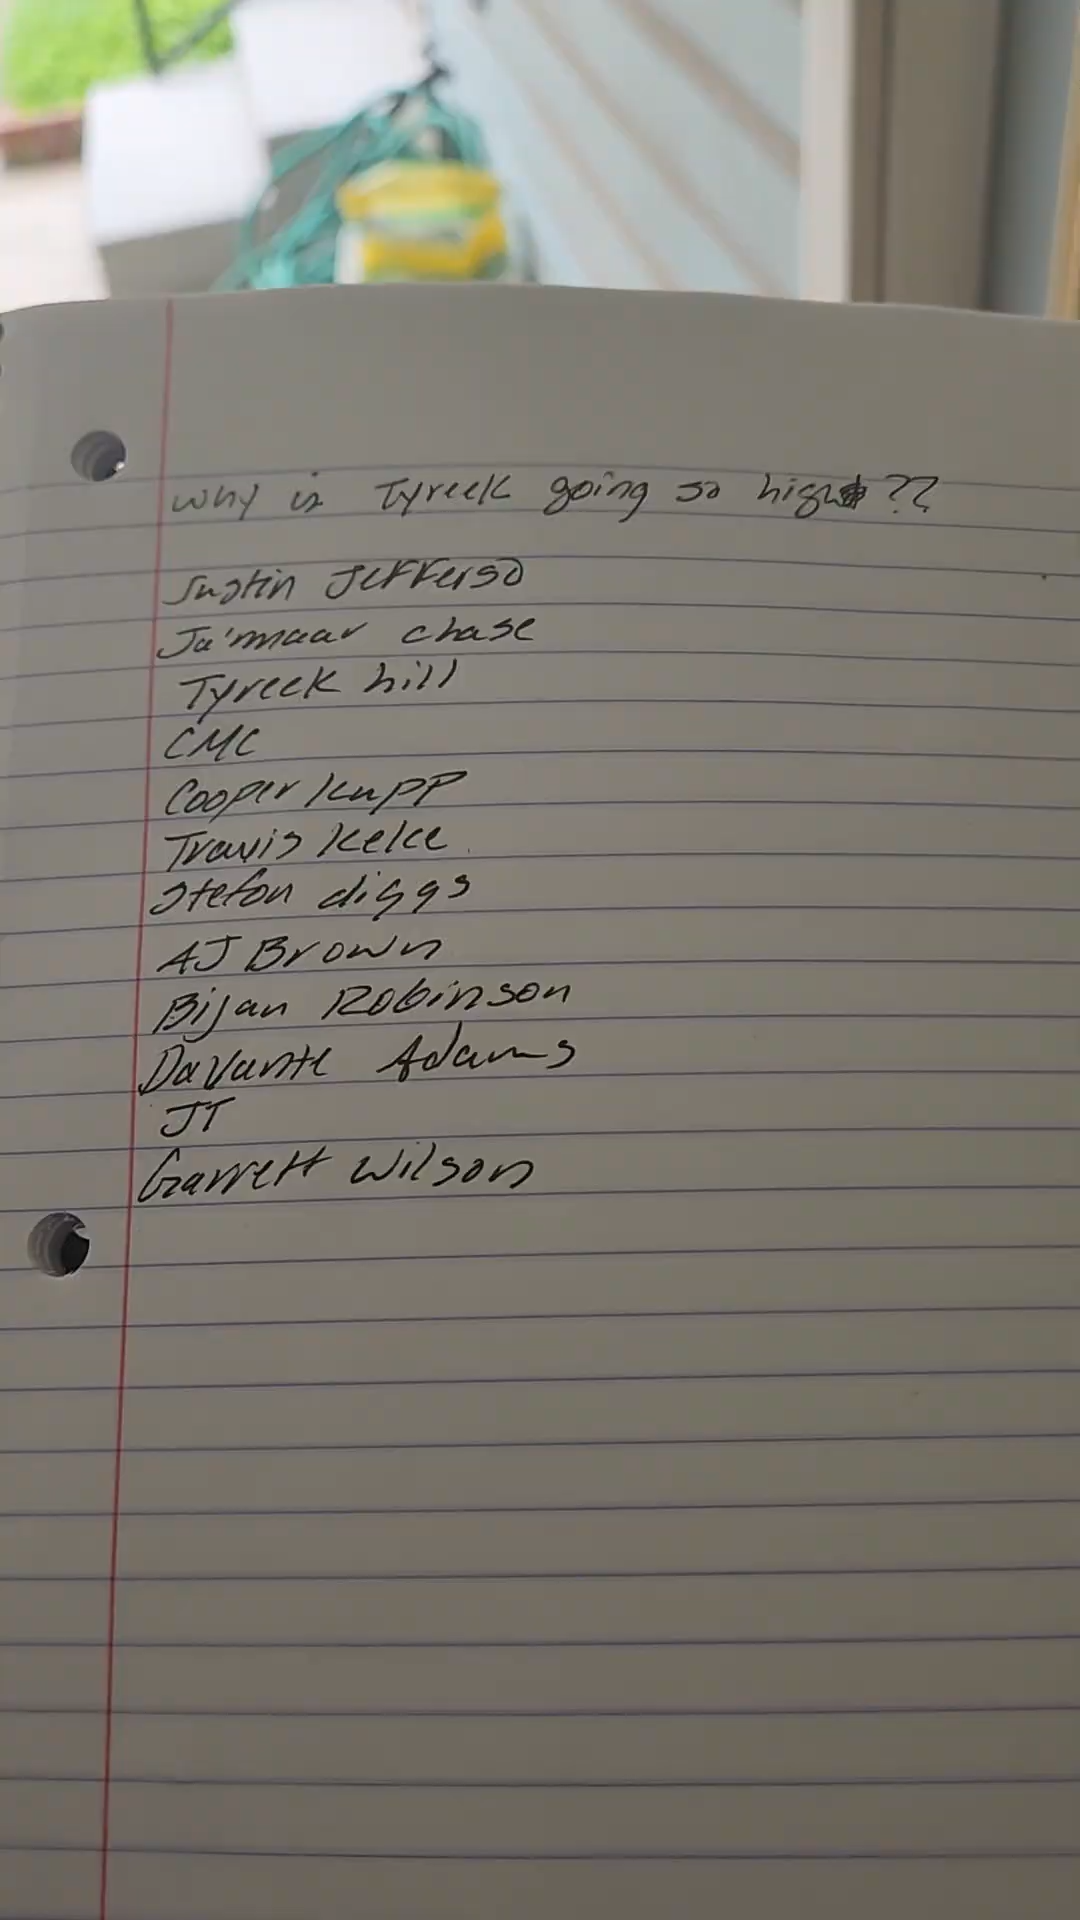 Why is Tyreek going so high??
Justin Jefferso
Ja'maar chase
Tyreek hill
CMC
Cooper Kupp
Travis Kelce
Stefon diggs
AJ Brown
Bijan Robinson
DaVante Adams
JT
Garrett Wilson